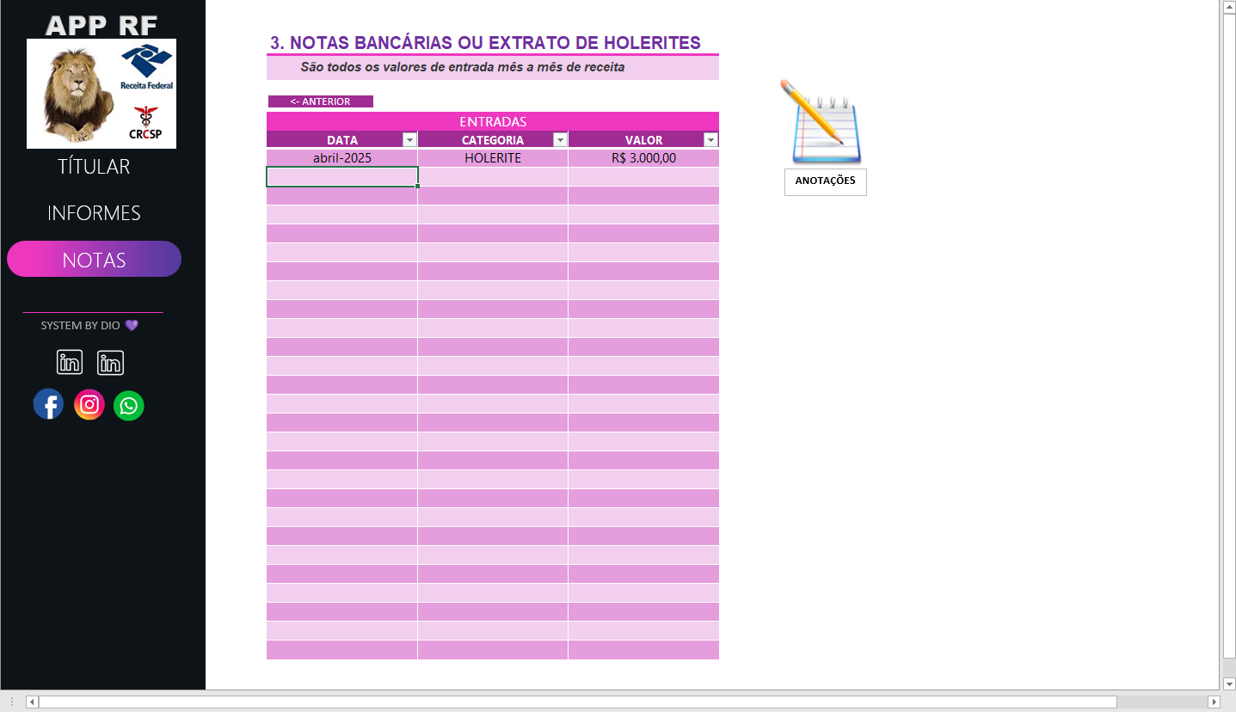 APP RF
Receita Federal
CRCSP
TÍTULAR
INFORMES
NOTAS
SYSTEM BY DIO
in in
3. NOTAS BANCÁRIAS OU EXTRATO DE HOLERITES
São todos os valores de entrada mês a mês de receita
<- ANTERIOR
ENTRADAS
DATA CATEGORIA VALOR
abril-2025 HOLERITE R$ 3.000,00
ANOTAÇÕES